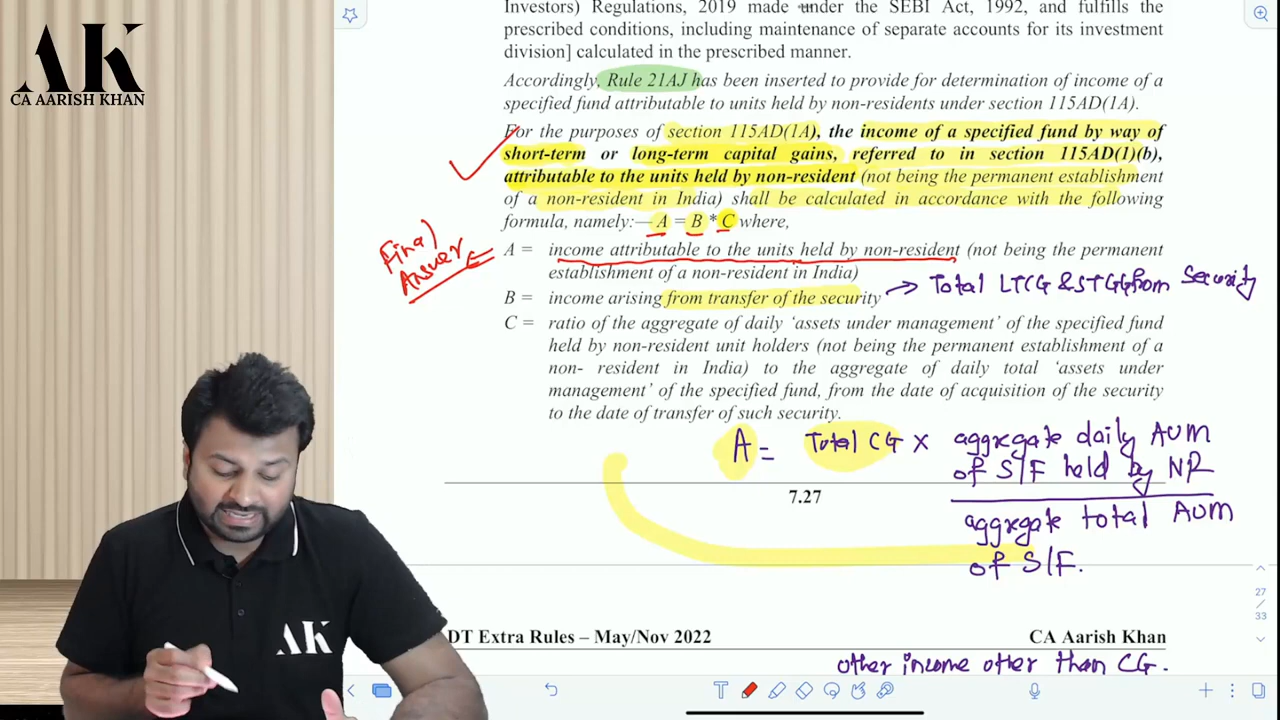 AK
CA AARISH KHAN
Investors) Regulations, 2019 made under the SEBI Act, 1992, and fulfills the
prescribed conditions, including maintenance of separate accounts for its investment
division] calculated in the prescribed manner.
Accordingly, Rule 21AJ has been inserted to provide for determination of income of a
specified fund attributable to units held by non-residents under section 115AD(1A).
For the purposes of section 115AD(1A), the income of a specified fund by way of
short-term or long-term capital gains, referred to in section 115AD(1)(b),
attributable to the units held by non-resident (not being the permanent establishment
of a non-resident in India) shall be calculated in accordance with the following
formula, namely:— A = B * C where,
Final
Answer
A = income attributable to the units held by non-resident (not being the permanent
establishment of a non-resident in India)
B = income arising from transfer of the security
Total LTCG & STCG from Security
C = ratio of the aggregate of daily ‘assets under management’ of the specified fund
held by non-resident unit holders (not being the permanent establishment of a
non- resident in India) to the aggregate of daily total ‘assets under
management’ of the specified fund, from the date of acquisition of the security
to the date of transfer of such security.
A = Total CG x aggregate daily AUM
of S/F held by NR
aggregate total AUM
of S/F.
7.27
DT Extra Rules – May/Nov 2022
CA Aarish Khan
other income other than CG.
27
/
33
AK
T